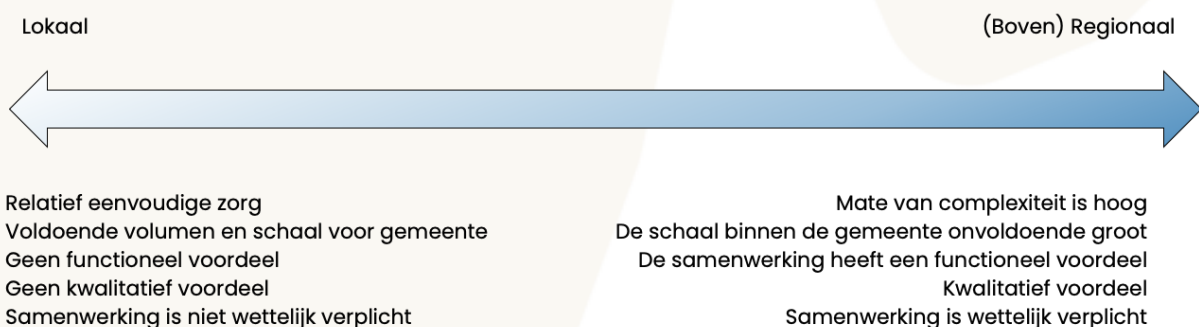 Lokaal
(Boven) Regionaal
Relatief eenvoudige zorg
Voldoende volumen en schaal voor gemeente
Geen functioneel voordeel
Geen kwalitatief voordeel
Samenwerking is niet wettelijk verplicht
Mate van complexiteit is hoog
De schaal binnen de gemeente onvoldoende groot
De samenwerking heeft een functioneel voordeel
Kwalitatief voordeel
Samenwerking is wettelijk verplicht